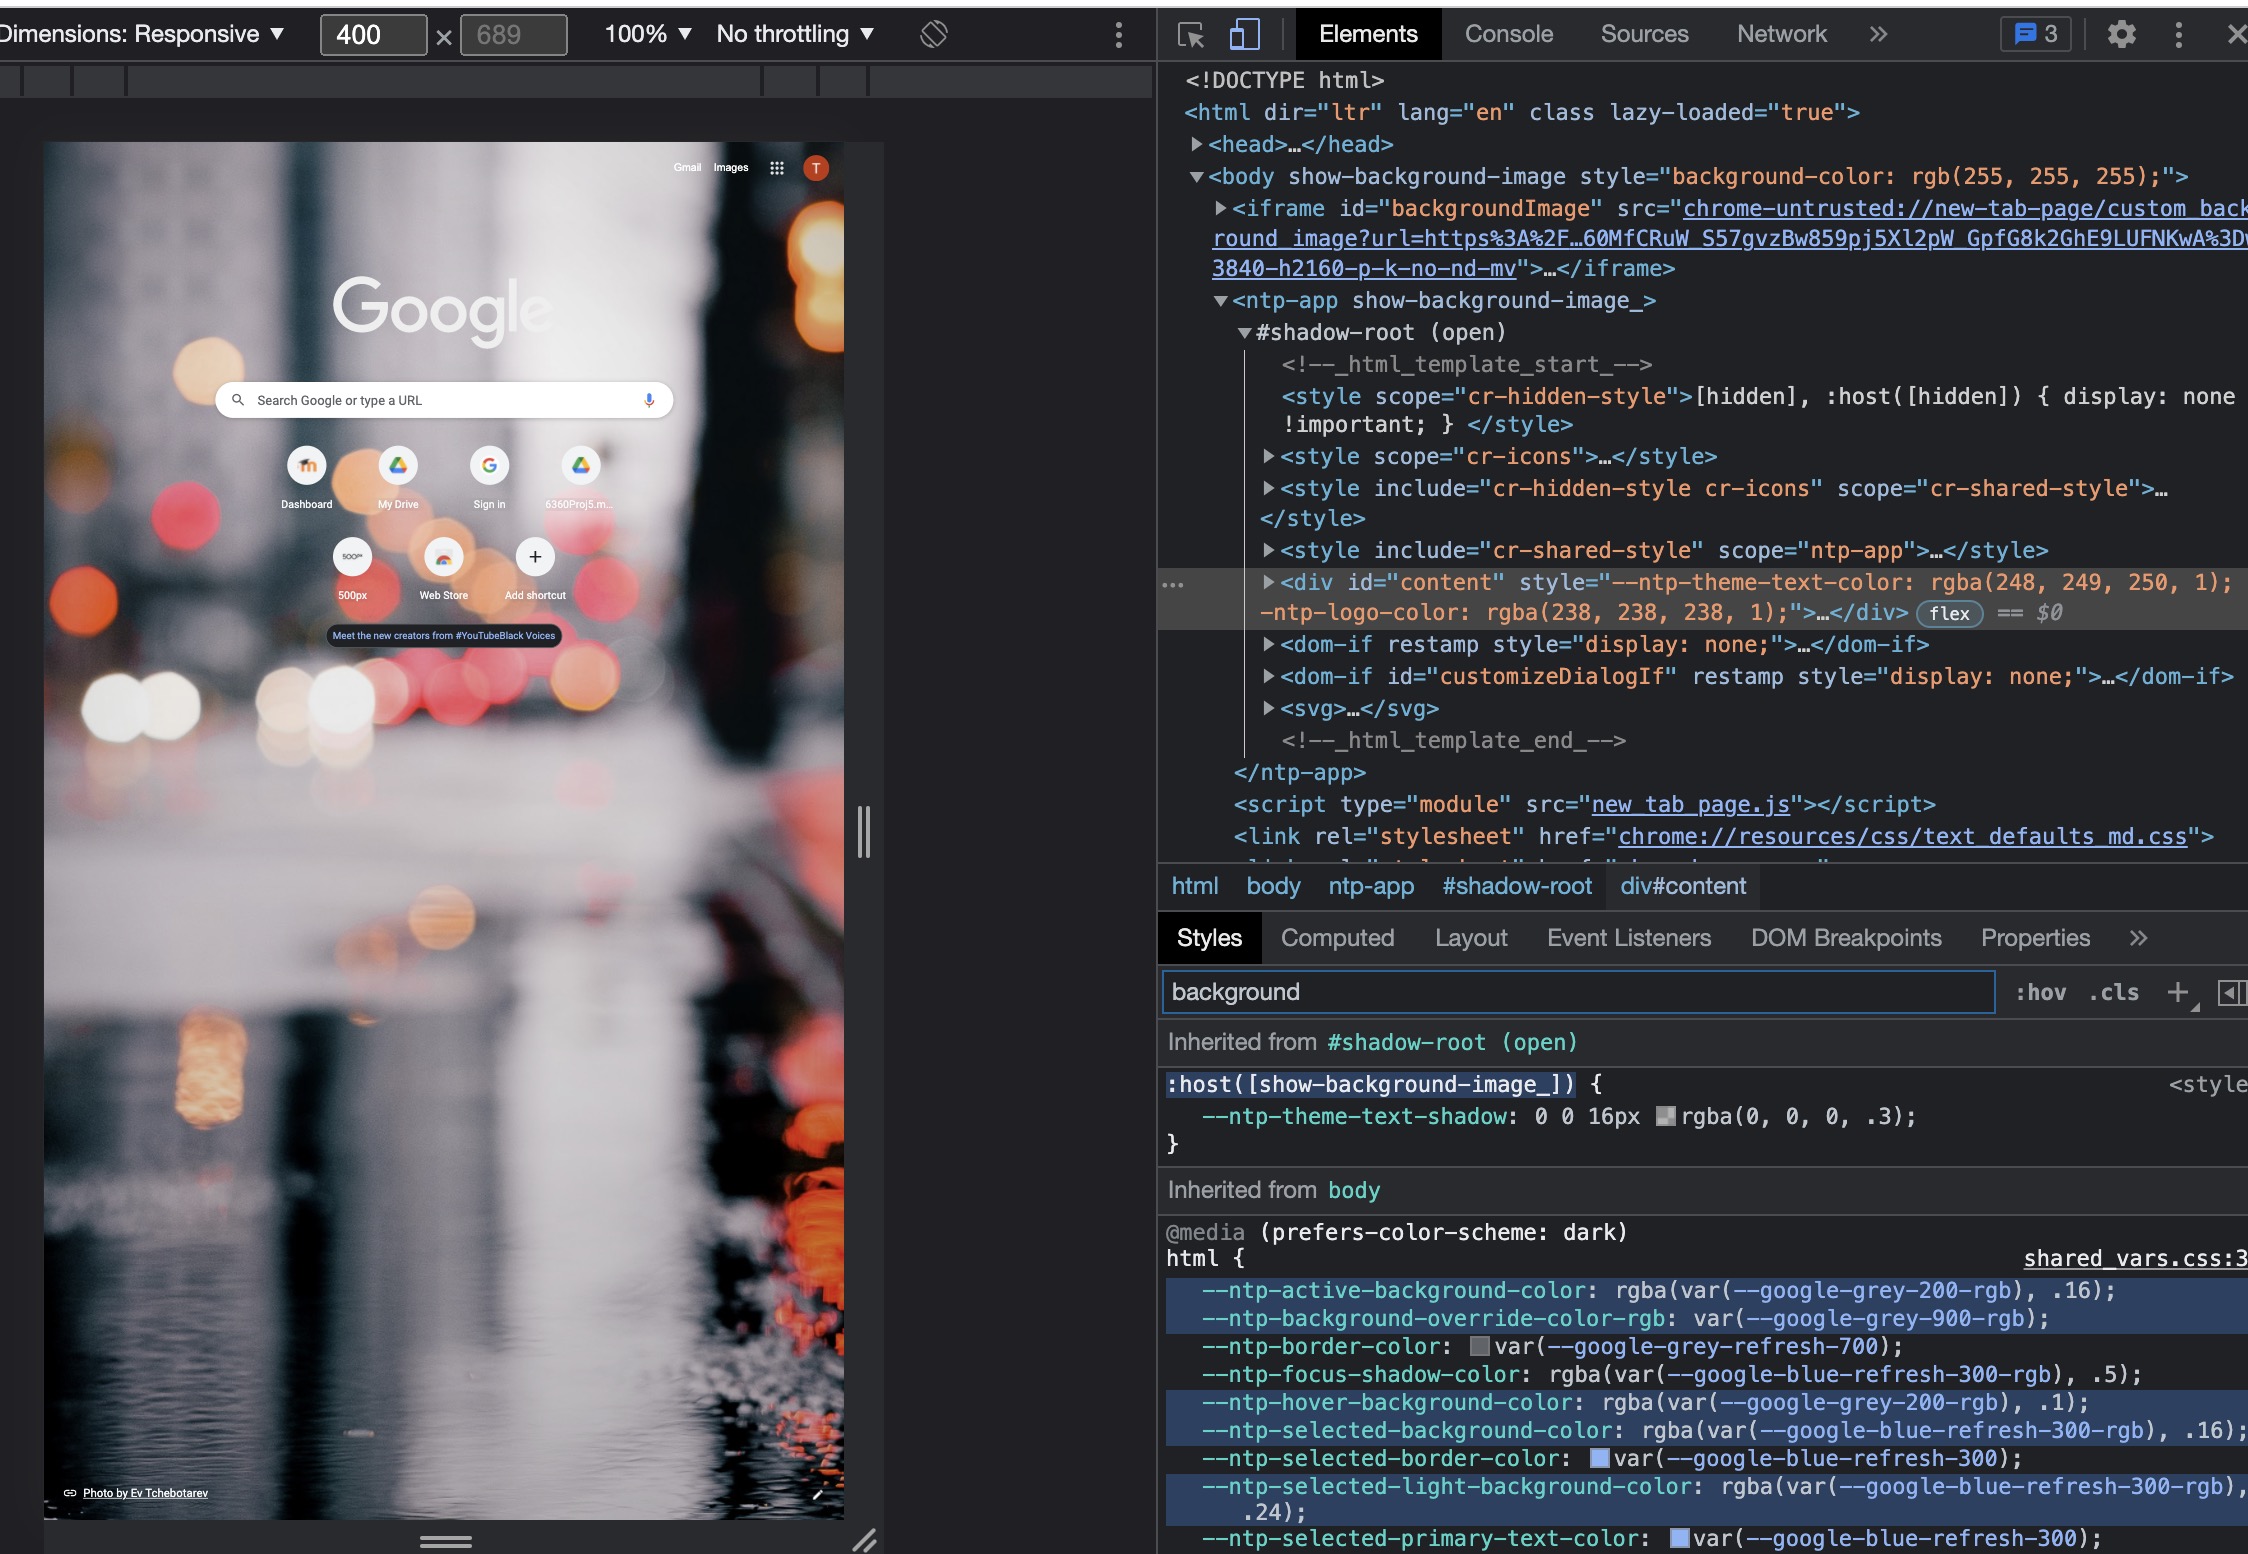 Dimensions: Responsive ▼ 400 × 689 100% ▼ No throttling ▼
Gmail Images T
Google
Search Google or type a URL
Dashboard My Drive Sign in 6360Proj5.m...
500px
500px Web Store Add shortcut
Meet the new creators from #YouTubeBlack Voices
Photo by Ev Tchebotarev
Elements Console Sources Network » 3
<!DOCTYPE html>
<html dir="ltr" lang="en" class lazy-loaded="true">
▶<head>…</head>
▼<body show-background-image style="background-color: rgb(255, 255, 255);">
▶<iframe id="backgroundImage" src="chrome-untrusted://new-tab-page/custom_back
round_image?url=https%3A%2F…60MfCRuW_S57gvzBw859pj5Xl2pW_GpfG8k2GhE9LUFNKwA%3Dw
3840-h2160-p-k-no-nd-mv">…</iframe>
▼<ntp-app show-background-image_>
▼#shadow-root (open)
<!--_html_template_start_-->
<style scope="cr-hidden-style">[hidden], :host([hidden]) { display: none
!important; } </style>
▶<style scope="cr-icons">…</style>
▶<style include="cr-hidden-style cr-icons" scope="cr-shared-style">…
</style>
▶<style include="cr-shared-style" scope="ntp-app">…</style>
… ▶<div id="content" style="--ntp-theme-text-color: rgba(248, 249, 250, 1);
-ntp-logo-color: rgba(238, 238, 238, 1);">…</div> flex == $0
▶<dom-if restamp style="display: none;">…</dom-if>
▶<dom-if id="customizeDialogIf" restamp style="display: none;">…</dom-if>
▶<svg>…</svg>
<!--_html_template_end_-->
</ntp-app>
<script type="module" src="new_tab_page.js"></script>
<link rel="stylesheet" href="chrome://resources/css/text_defaults_md.css">
html body ntp-app #shadow-root div#content
Styles Computed Layout Event Listeners DOM Breakpoints Properties »
background :hov .cls +
Inherited from #shadow-root (open)
:host([show-background-image_]) { <style
--ntp-theme-text-shadow: 0 0 16px rgba(0, 0, 0, .3);
}
Inherited from body
@media (prefers-color-scheme: dark)
html { shared_vars.css:3
--ntp-active-background-color: rgba(var(--google-grey-200-rgb), .16);
--ntp-background-override-color-rgb: var(--google-grey-900-rgb);
--ntp-border-color: var(--google-grey-refresh-700);
--ntp-focus-shadow-color: rgba(var(--google-blue-refresh-300-rgb), .5);
--ntp-hover-background-color: rgba(var(--google-grey-200-rgb), .1);
--ntp-selected-background-color: rgba(var(--google-blue-refresh-300-rgb), .16);
--ntp-selected-border-color: var(--google-blue-refresh-300);
--ntp-selected-light-background-color: rgba(var(--google-blue-refresh-300-rgb),
.24);
--ntp-selected-primary-text-color: var(--google-blue-refresh-300);